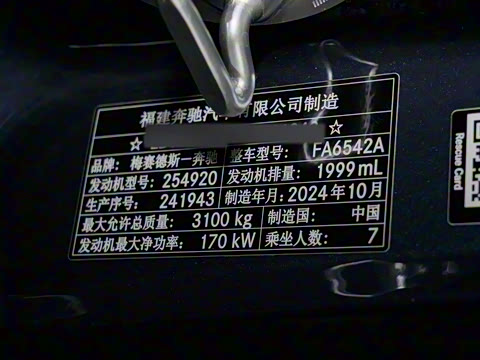 福建奔驰汽车有限公司制造
☆ ☆
品牌: 梅赛德斯—奔驰 整车型号: FA6542A
发动机型号: 254920 发动机排量: 1999mL
生产序号: 241943 制造年月: 2024年10月
最大允许总质量: 3100 kg 制造国: 中国
发动机最大净功率: 170 kW 乘坐人数: 7
Rescue Card